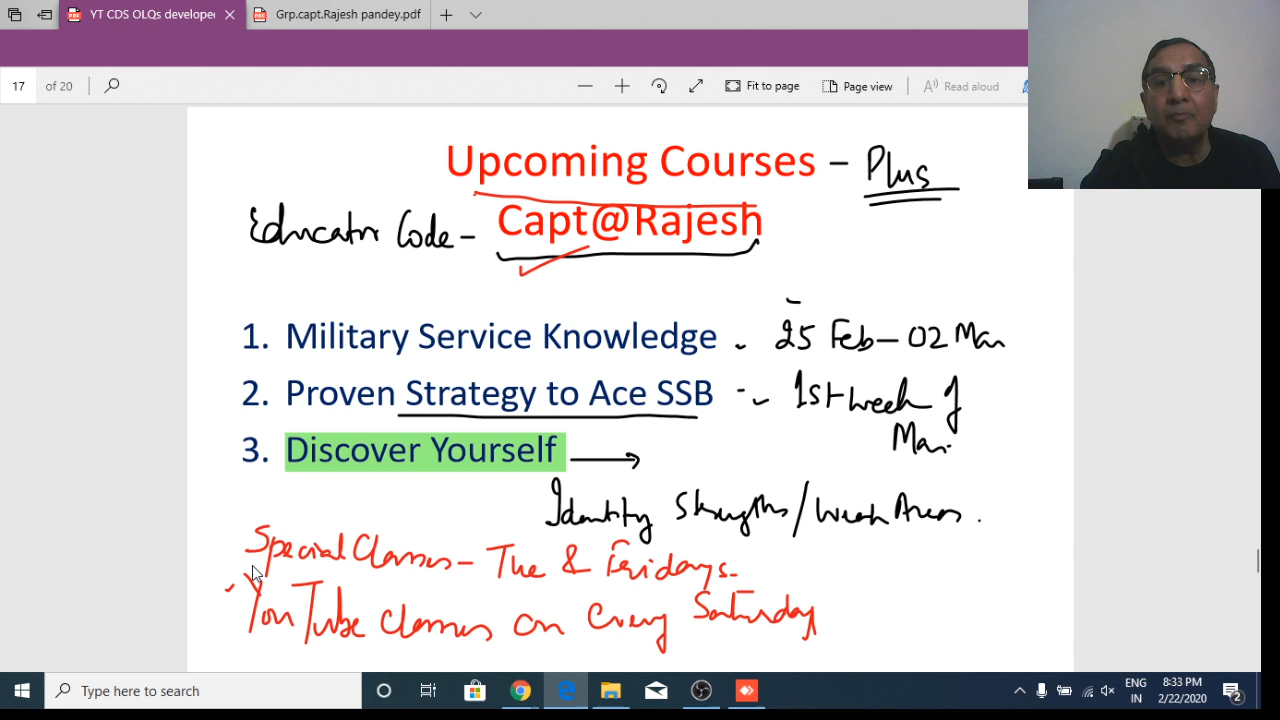 YT CDS OLQs develope
Grp.capt.Rajesh pandey.pdf
17 of 20
Fit to page
Page view
Read aloud
Upcoming Courses – Plus
Educator Code – Capt@Rajesh
1. Military Service Knowledge - 25 Feb – 02 Mar
2. Proven Strategy to Ace SSB - 1st week of
Mar.
3. Discover Yourself →
Identity Strengths/Weak Areas.
Special Classes – Tue & Fridays.
YouTube Classes on Every Saturday
Type here to search
ENG
IN
8:33 PM
2/22/2020
2